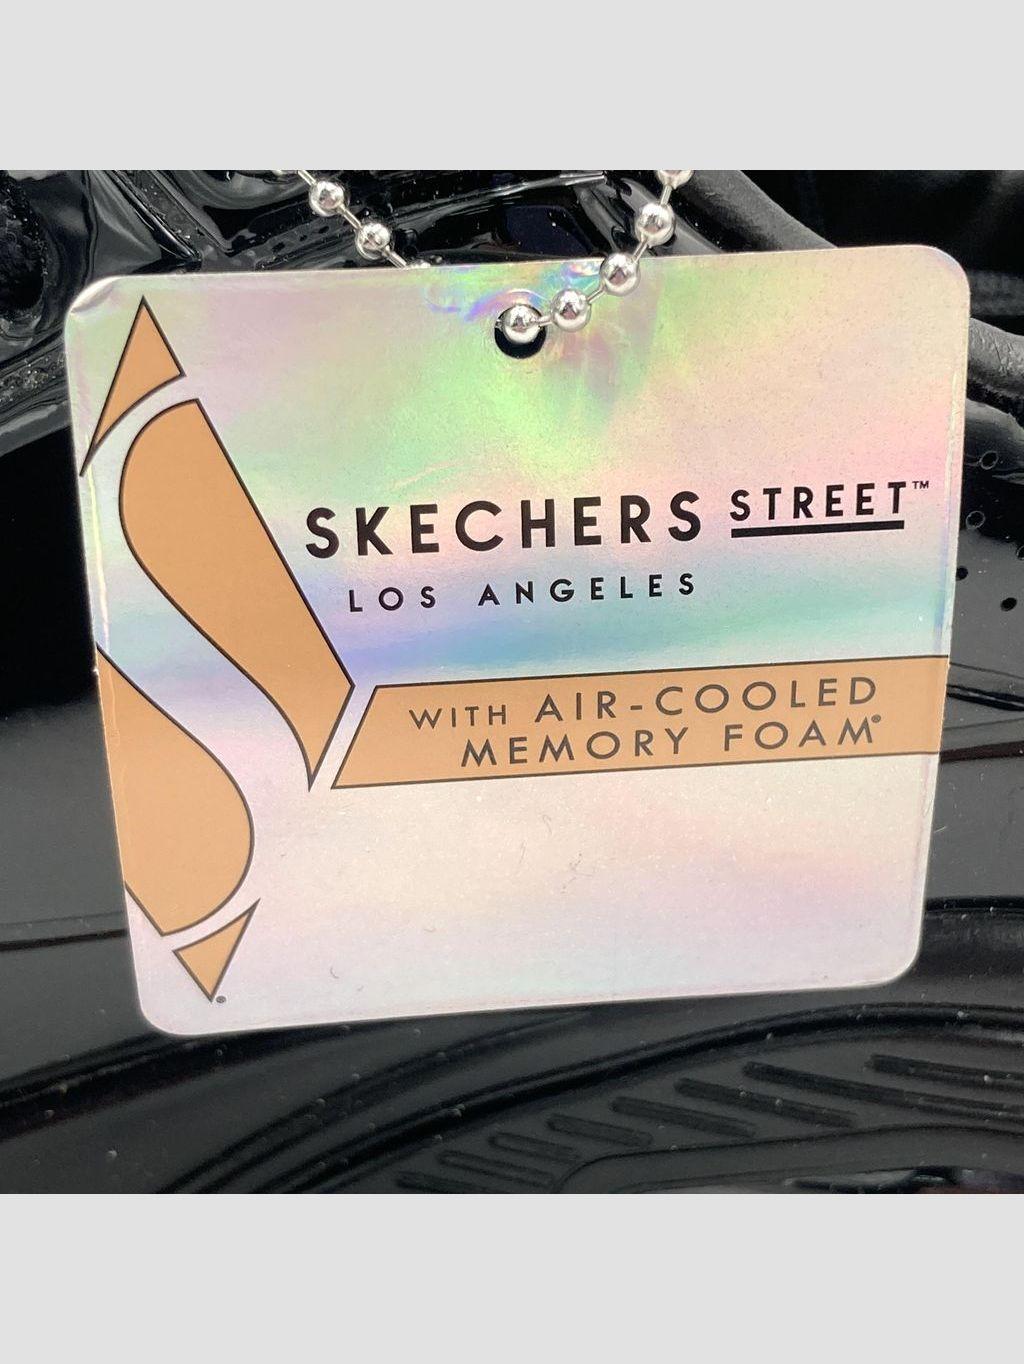 SKECHERS STREET™
LOS ANGELES
WITH AIR-COOLED
MEMORY FOAM®
®